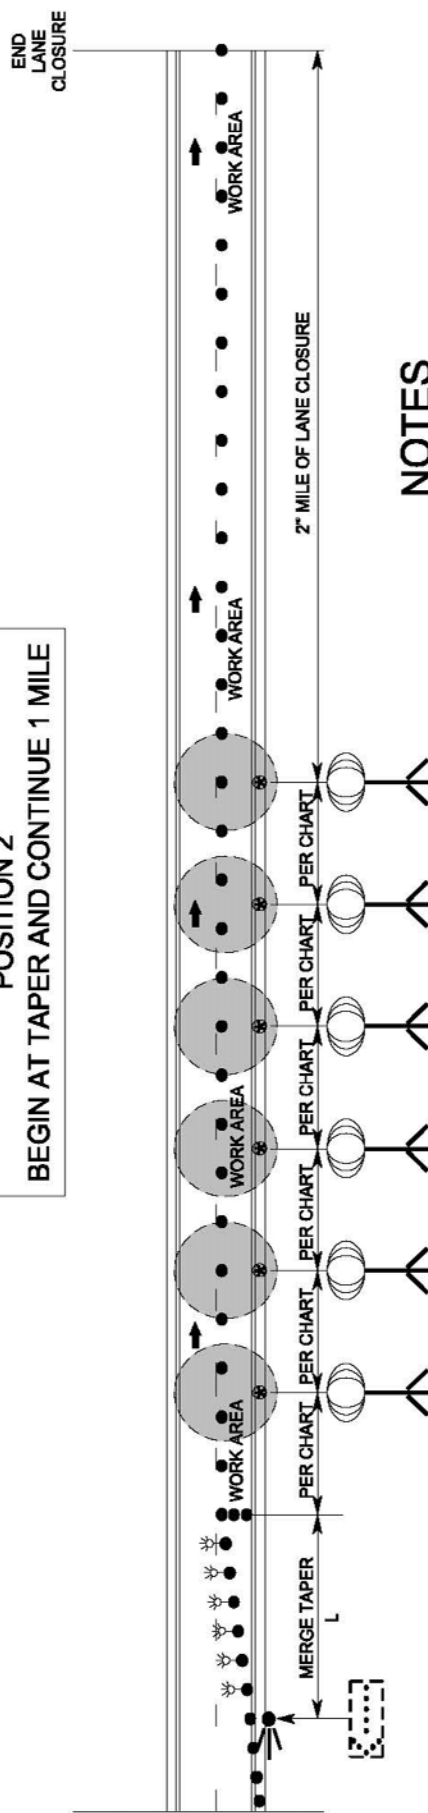 END
LANE
CLOSURE
POSITION 2
BEGIN AT TAPER AND CONTINUE 1 MILE
WORK AREA
WORK AREA
WORK AREA
WORK AREA
MERGE TAPER
L
PER CHART
PER CHART
PER CHART
PER CHART
PER CHART
PER CHART
2" MILE OF LANE CLOSURE
NOTES